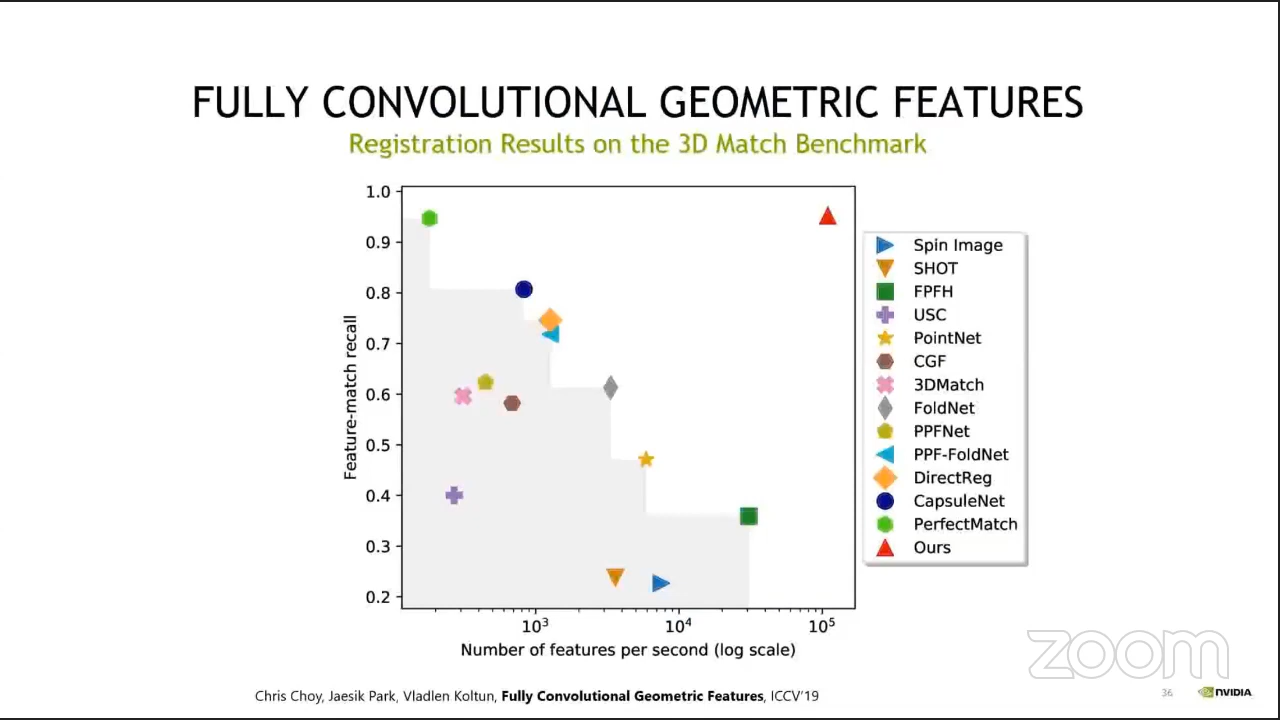 FULLY CONVOLUTIONAL GEOMETRIC FEATURES
Registration Results on the 3D Match Benchmark
1.0
0.9
0.8
0.7
0.6
0.5
0.4
0.3
0.2
Feature-match recall
10³
10⁴
10⁵
Number of features per second (log scale)
Spin Image
SHOT
FPFH
USC
PointNet
CGF
3DMatch
FoldNet
PPFNet
PPF-FoldNet
DirectReg
CapsuleNet
PerfectMatch
Ours
zoom
Chris Choy, Jaesik Park, Vladlen Koltun, Fully Convolutional Geometric Features, ICCV'19
36
NVIDIA